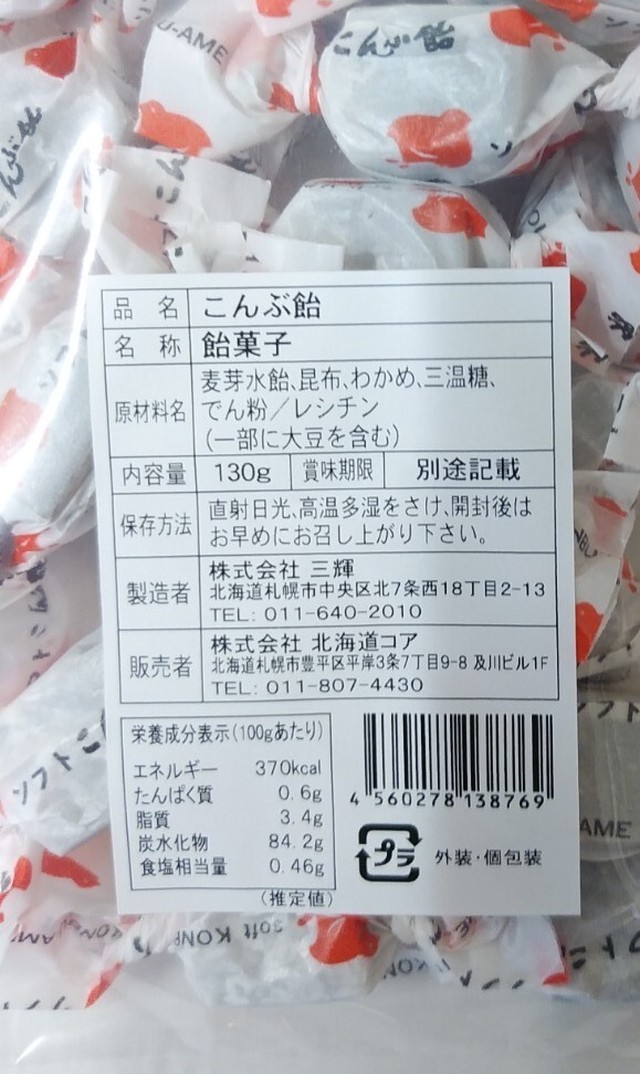 U-AME
品名 こんぶ飴
名称 飴菓子
原材料名 麦芽水飴、昆布、わかめ、三温糖、
でん粉／レシチン
(一部に大豆を含む)
内容量 130g 賞味期限 別途記載
保存方法 直射日光、高温多湿をさけ、開封後は
お早めにお召し上がり下さい。
製造者 株式会社 三輝
北海道札幌市中央区北7条西18丁目2-13
TEL: 011-640-2010
販売者 株式会社 北海道コア
北海道札幌市豊平区平岸3条7丁目9-8 及川ビル1F
TEL: 011-807-4430
栄養成分表示(100gあたり)
エネルギー 370kcal
たんぱく質 0.6g
脂質 3.4g
炭水化物 84.2g
食塩相当量 0.46g
(推定値)
4 560278 138769
プラ 外装・個包装
AME
ソフトこん
soft KON